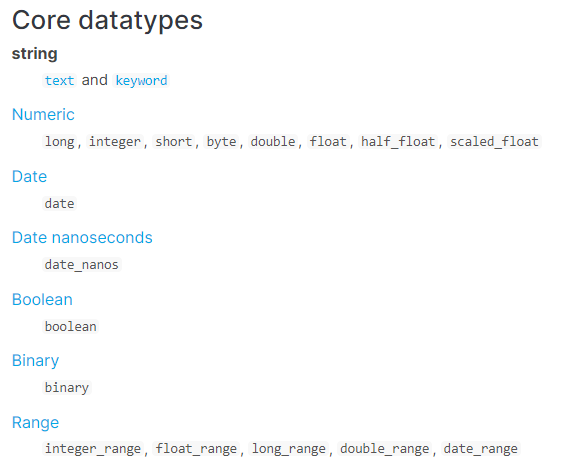 Core datatypes
string
text and keyword
Numeric
long, integer, short, byte, double, float, half_float, scaled_float
Date
date
Date nanoseconds
date_nanos
Boolean
boolean
Binary
binary
Range
integer_range, float_range, long_range, double_range, date_range